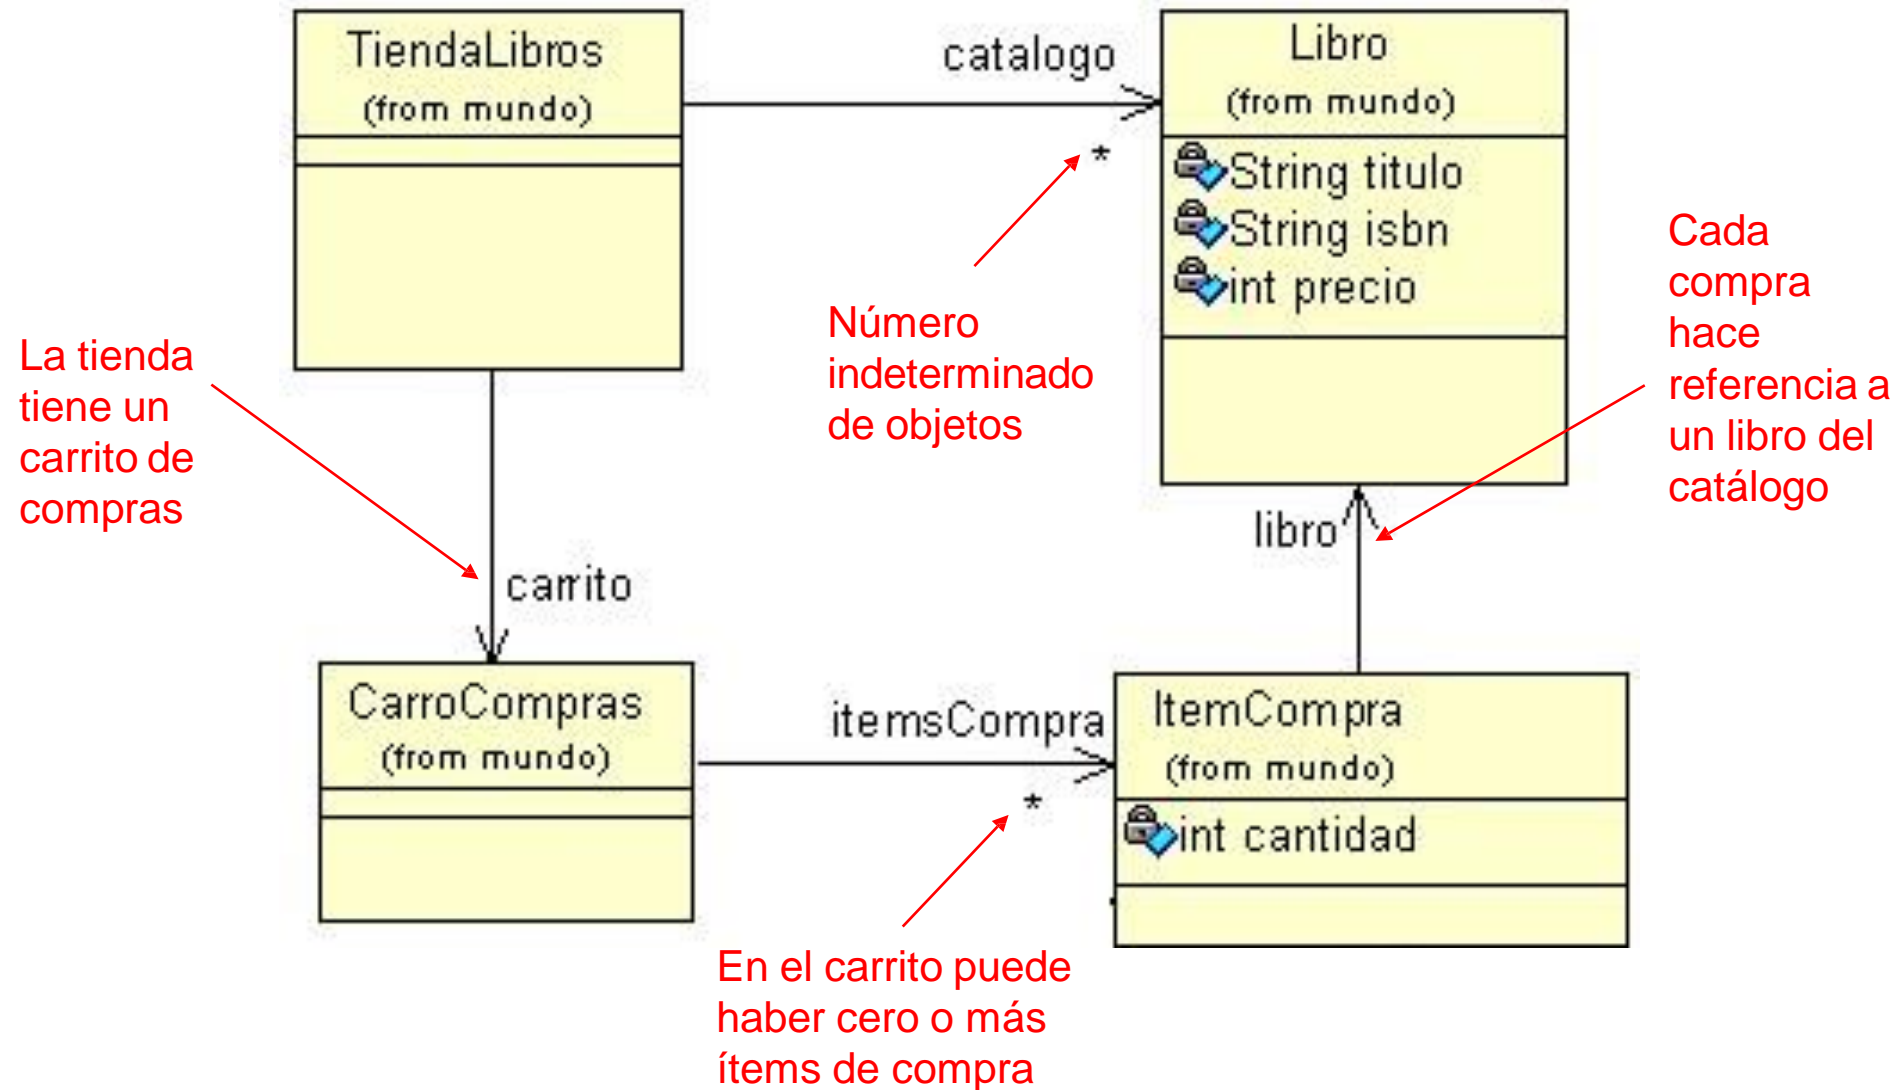 TiendaLibros
(from mundo)
catalogo
*
Libro
(from mundo)
String titulo
String isbn
int precio
Cada
compra
hace
referencia a
un libro del
catálogo
Número
indeterminado
de objetos
La tienda
tiene un
carrito de
compras
libro
carrito
CarroCompras
(from mundo)
itemsCompra
*
ItemCompra
(from mundo)
int cantidad
En el carrito puede
haber cero o más
ítems de compra